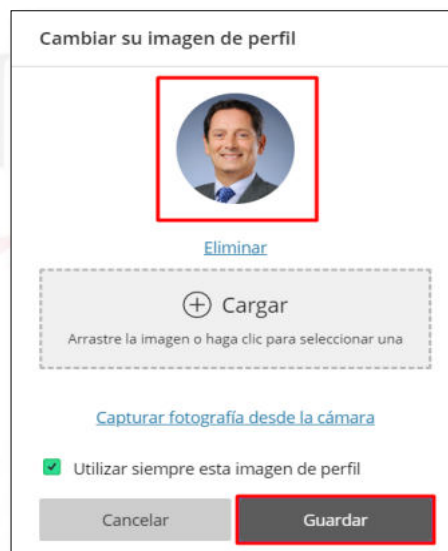 Cambiar su imagen de perfil
Eliminar
Cargar
Arrastre la imagen o haga clic para seleccionar una
Capturar fotografía desde la cámara
Utilizar siempre esta imagen de perfil
Cancelar Guardar